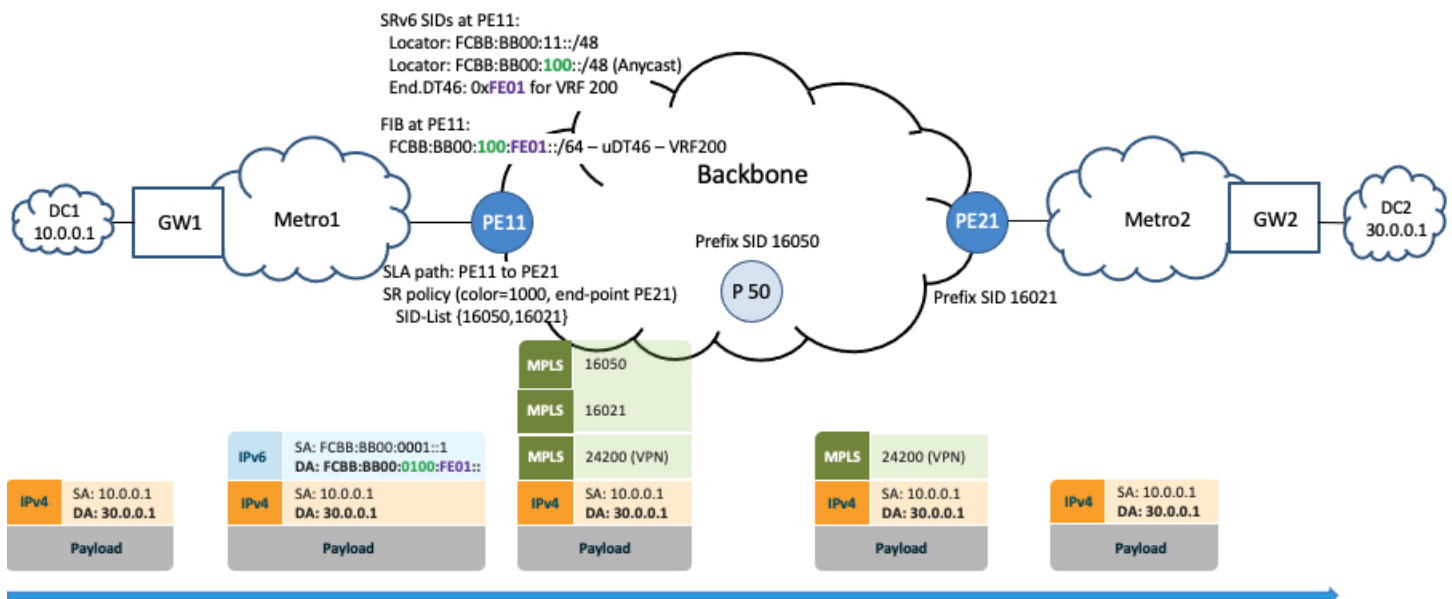 SRv6 SIDs at PE11:
Locator: FCBB:BB00:11::/48
Locator: FCBB:BB00:100::/48 (Anycast)
End.DT46: 0xFE01 for VRF 200
FIB at PE11:
FCBB:BB00:100:FE01::/64 – uDT46 – VRF200
Backbone
DC1
10.0.0.1
GW1
Metro1
PE11
PE21
Metro2
GW2
DC2
30.0.0.1
Prefix SID 16050
P 50
Prefix SID 16021
SLA path: PE11 to PE21
SR policy (color=1000, end-point PE21)
SID-List {16050,16021}
IPv4
SA: 10.0.0.1
DA: 30.0.0.1
Payload
IPv6
SA: FCBB:BB00:0001::1
DA: FCBB:BB00:0100:FE01::
IPv4
SA: 10.0.0.1
DA: 30.0.0.1
Payload
MPLS 16050
MPLS 16021
MPLS 24200 (VPN)
IPv4
SA: 10.0.0.1
DA: 30.0.0.1
Payload
MPLS 24200 (VPN)
IPv4
SA: 10.0.0.1
DA: 30.0.0.1
Payload
IPv4
SA: 10.0.0.1
DA: 30.0.0.1
Payload